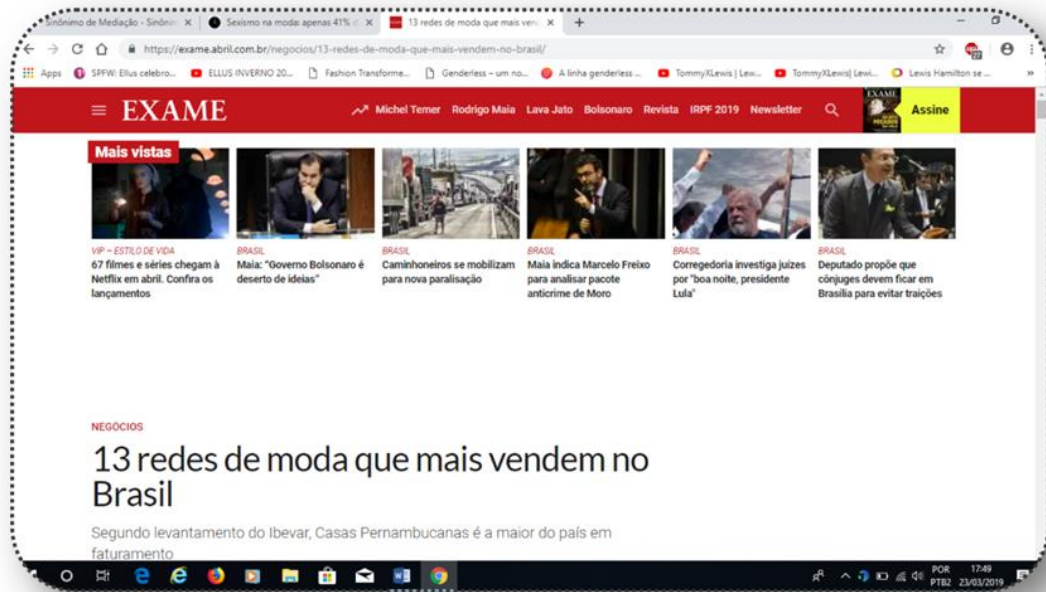 Sinônimo de Mediação - Sinônim
Sexismo na moda: apenas 41% d
13 redes de moda que mais venc
https://exame.abril.com.br/negocios/13-redes-de-moda-que-mais-vendem-no-brasil/
Apps
SPFW: Ellus celebro...
ELLUS INVERNO 20...
Fashion Transforme...
Genderless – um no...
A linha genderless ...
TommyXLewis | Lew...
TommyXLewis| Lewi...
Lewis Hamilton se ...
EXAME
Michel Temer
Rodrigo Maia
Lava Jato
Bolsonaro
Revista
IRPF 2019
Newsletter
EXAME
Assine
Mais vistas
VIP – ESTILO DE VIDA
67 filmes e séries chegam à
Netflix em abril. Confira os
lançamentos
BRASIL
Maia: "Governo Bolsonaro é
deserto de ideias"
BRASIL
Caminhoneiros se mobilizam
para nova paralisação
BRASIL
Maia indica Marcelo Freixo
para analisar pacote
anticrime de Moro
BRASIL
Corregedoria investiga juízes
por "boa noite, presidente
Lula"
BRASIL
Deputado propõe que
cônjuges devem ficar em
Brasília para evitar traições
NEGÓCIOS
13 redes de moda que mais vendem no
Brasil
Segundo levantamento do Ibevar, Casas Pernambucanas é a maior do país em
faturamento
POR
PTB2
17:49
23/03/2019